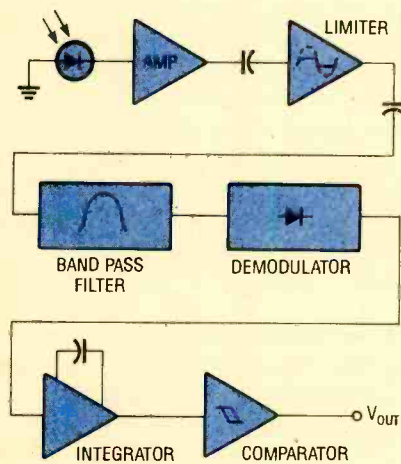 LIMITER
AMP
BAND PASS
FILTER
DEMODULATOR
INTEGRATOR
COMPARATOR
VOUT